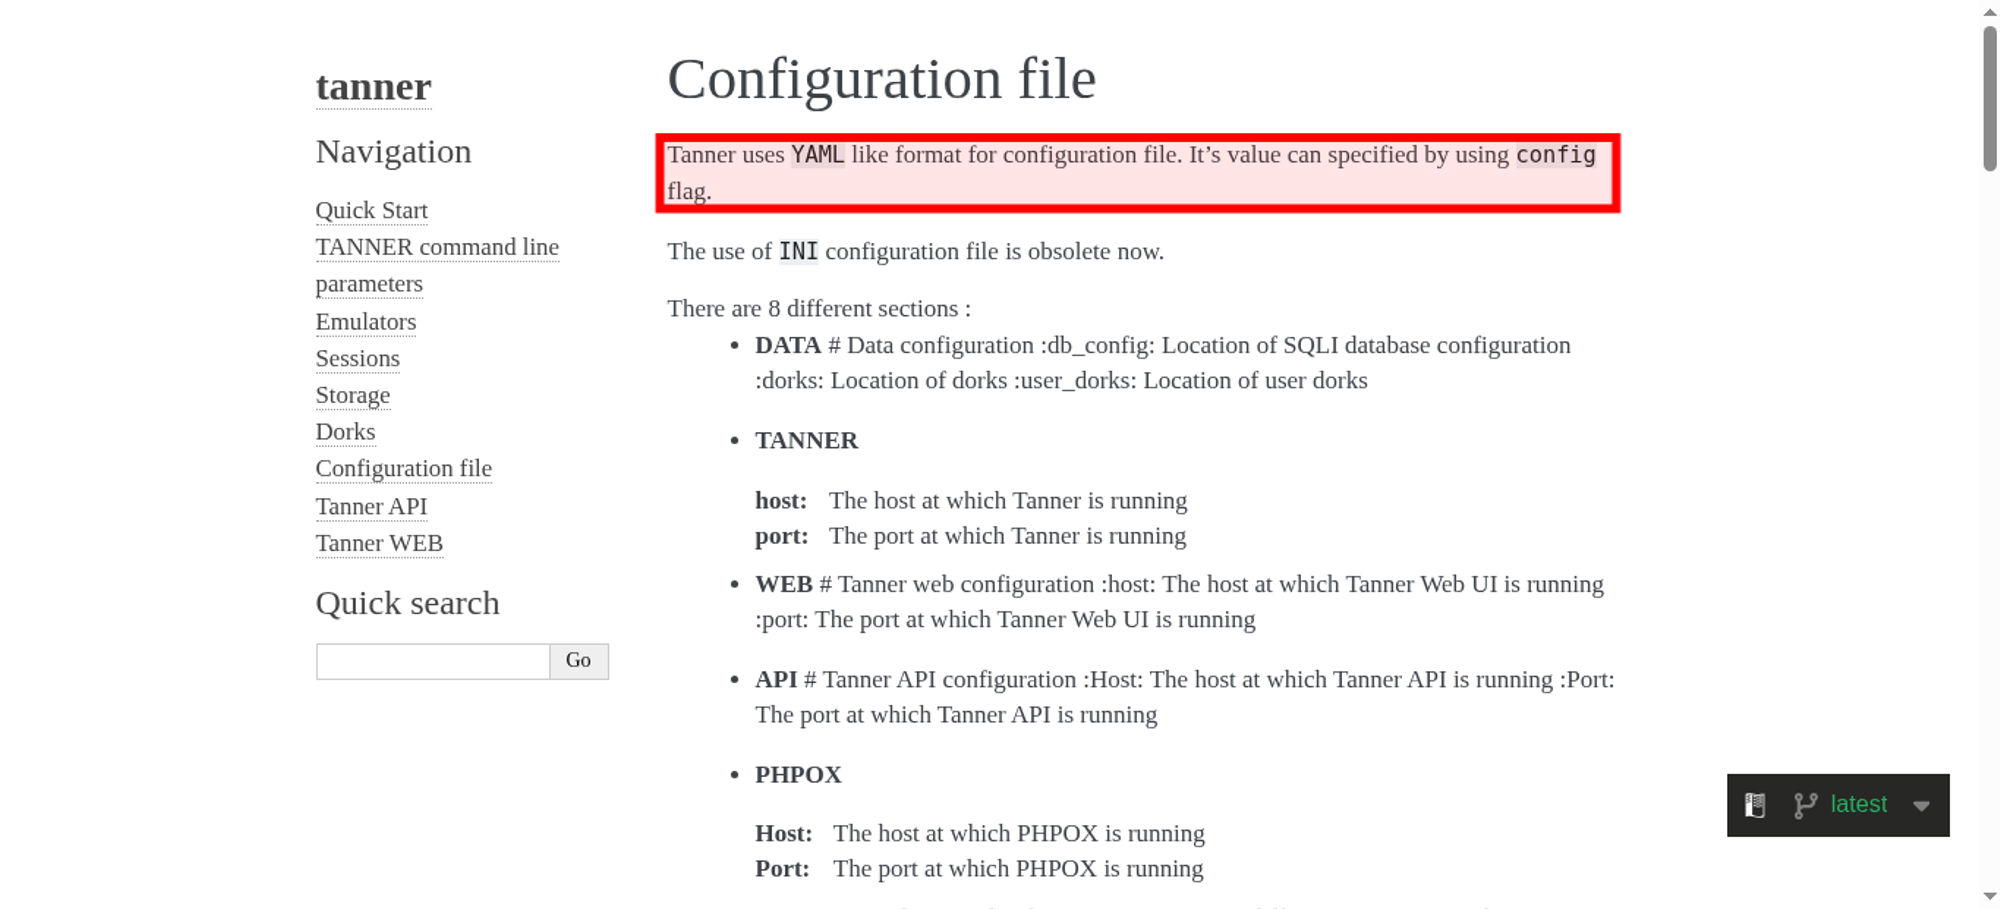 tanner
Navigation
Quick Start
TANNER command line
parameters
Emulators
Sessions
Storage
Dorks
Configuration file
Tanner API
Tanner WEB
Quick search
Go
Configuration file
Tanner uses YAML like format for configuration file. It’s value can specified by using config
flag.
The use of INI configuration file is obsolete now.
There are 8 different sections :
• DATA # Data configuration :db_config: Location of SQLI database configuration
:dorks: Location of dorks :user_dorks: Location of user dorks
• TANNER
host: The host at which Tanner is running
port: The port at which Tanner is running
• WEB # Tanner web configuration :host: The host at which Tanner Web UI is running
:port: The port at which Tanner Web UI is running
• API # Tanner API configuration :Host: The host at which Tanner API is running :Port:
The port at which Tanner API is running
• PHPOX
Host: The host at which PHPOX is running
Port: The port at which PHPOX is running
latest